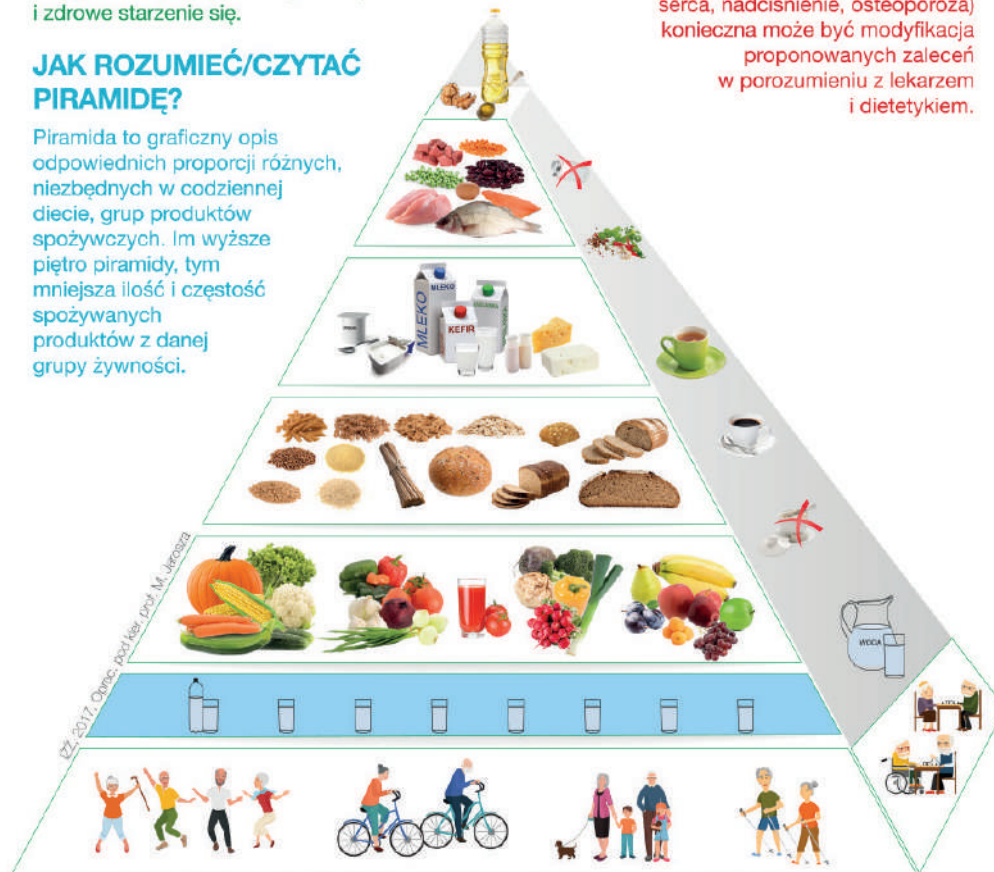 i zdrowe starzenie się.
JAK ROZUMIEĆ/CZYTAĆ
PIRAMIDĘ?
Piramida to graficzny opis
odpowiednich proporcji różnych,
niezbędnych w codziennej
diecie, grup produktów
spożywczych. Im wyższe
piętro piramidy, tym
mniejsza ilość i częstość
spożywanych
produktów z danej
grupy żywności.
serca, nadciśnienie, osteoporoza)
konieczna może być modyfikacja
proponowanych zaleceń
w porozumieniu z lekarzem
i dietetykiem.
MLEKO
MLEKO
KEFIR
WODA
IŻŻ, 2017, Oprac. pod kier. prof. M. Jarosza